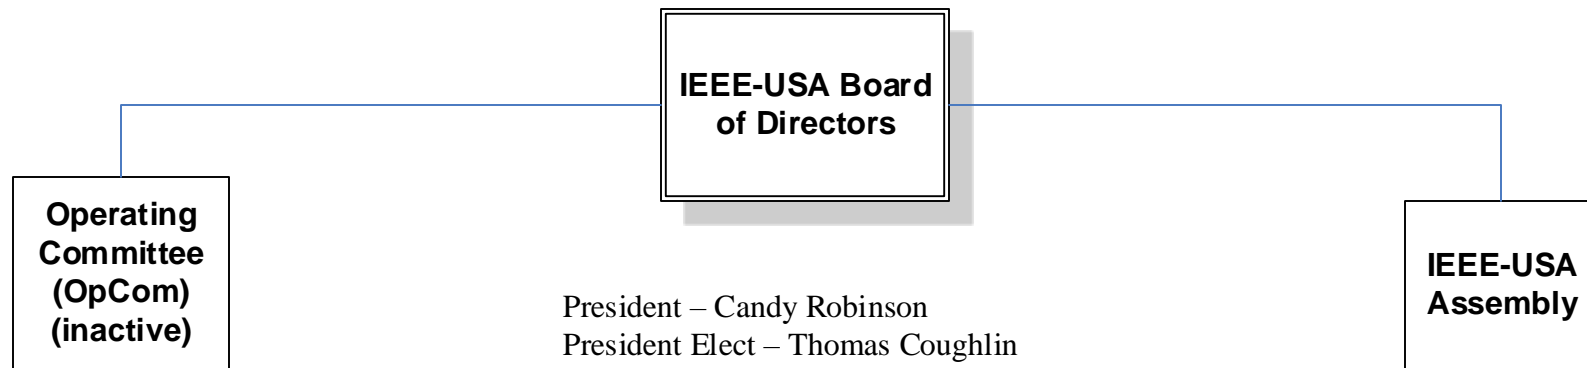 IEEE-USA Board
of Directors
Operating
Committee
(OpCom)
(inactive)
IEEE-USA
Assembly
President – Candy Robinson
President Elect – Thomas Coughlin